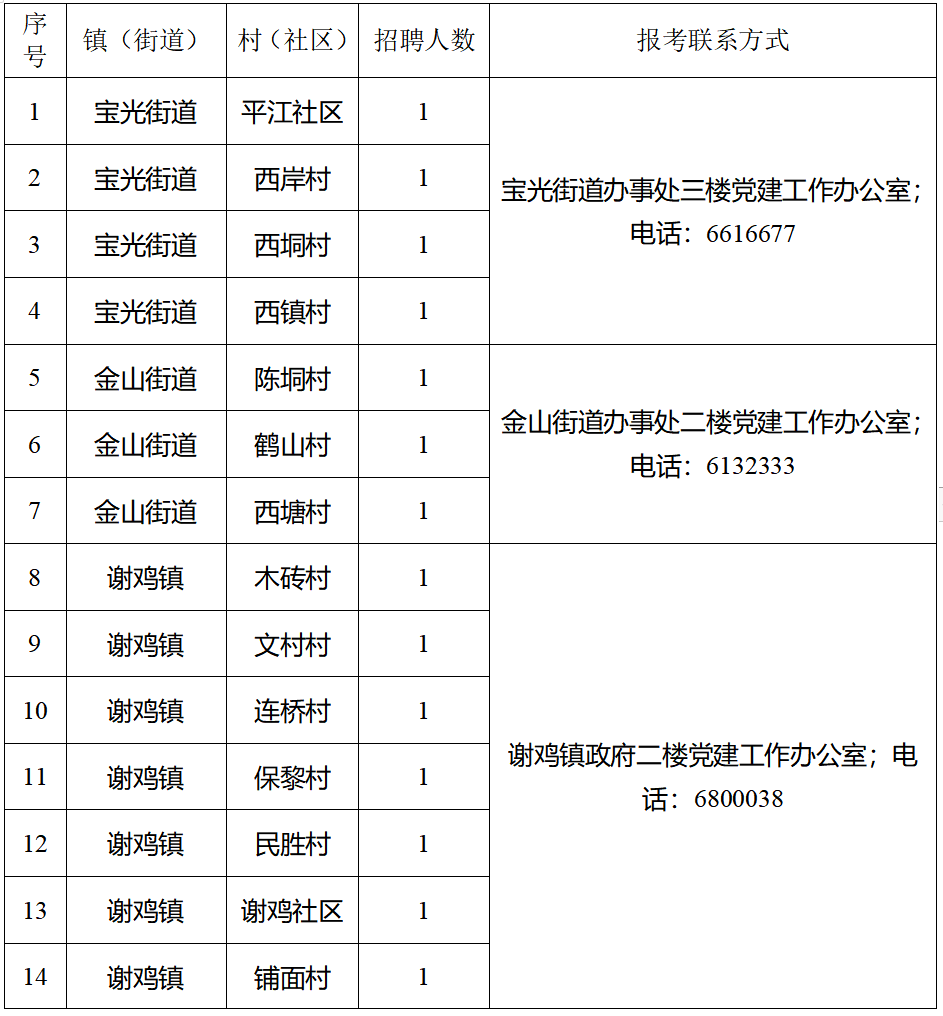 序号 镇（街道） 村（社区） 招聘人数 报考联系方式
1 宝光街道 平江社区 1
2 宝光街道 西岸村 1
宝光街道办事处三楼党建工作办公室；
电话：6616677
3 宝光街道 西垌村 1
4 宝光街道 西镇村 1
5 金山街道 陈垌村 1
6 金山街道 鹤山村 1
金山街道办事处二楼党建工作办公室；
电话：6132333
7 金山街道 西塘村 1
8 谢鸡镇 木砖村 1
9 谢鸡镇 文村村 1
10 谢鸡镇 连桥村 1
11 谢鸡镇 保黎村 1
谢鸡镇政府二楼党建工作办公室；电
话：6800038
12 谢鸡镇 民胜村 1
13 谢鸡镇 谢鸡社区 1
14 谢鸡镇 铺面村 1